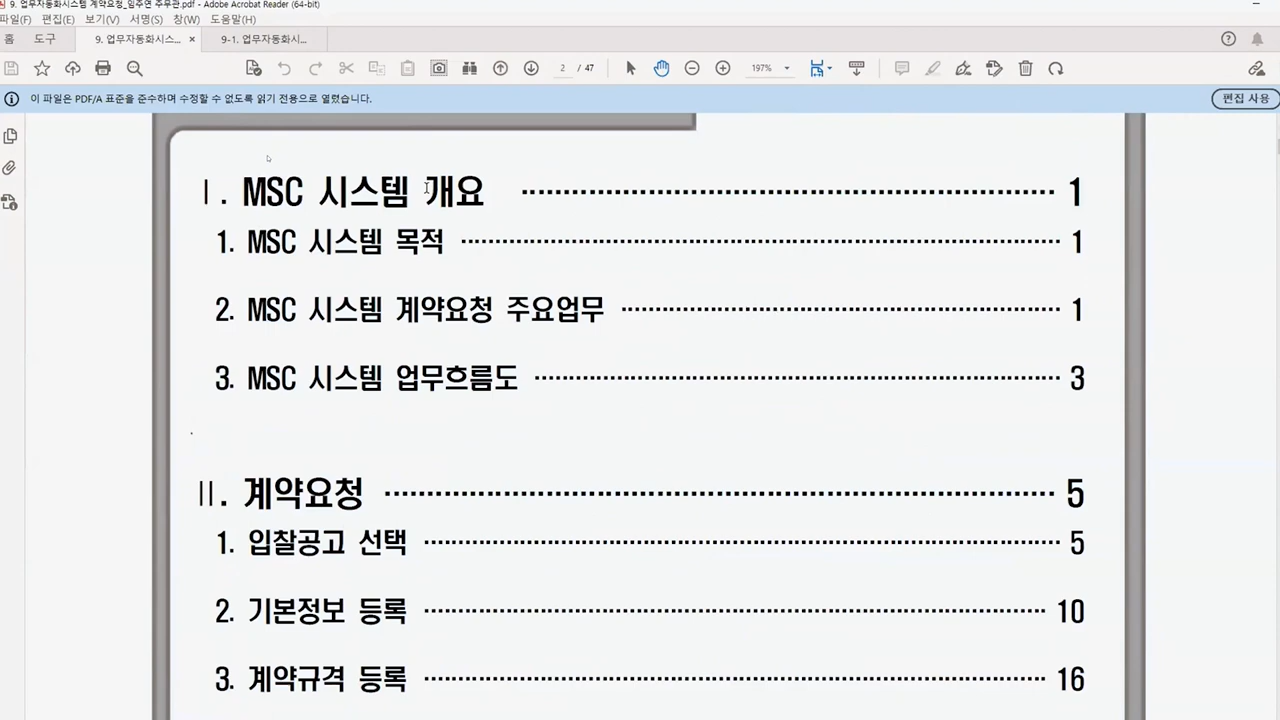 9. 업무자동화시스템 계약요청_임주연 주무관.pdf - Adobe Acrobat Reader (64-bit)
파일(F) 편집(E) 보기(V) 서명(S) 창(W) 도움말(H)
홈 도구 9. 업무자동화시스... × 9-1. 업무자동화시...
2 / 47 197%
이 파일은 PDF/A 표준을 준수하며 수정할 수 없도록 읽기 전용으로 열렸습니다. 편집 사용
Ⅰ. MSC 시스템 개요 1
1. MSC 시스템 목적 1
2. MSC 시스템 계약요청 주요업무 1
3. MSC 시스템 업무흐름도 3
Ⅱ. 계약요청 5
1. 입찰공고 선택 5
2. 기본정보 등록 10
3. 계약규격 등록 16